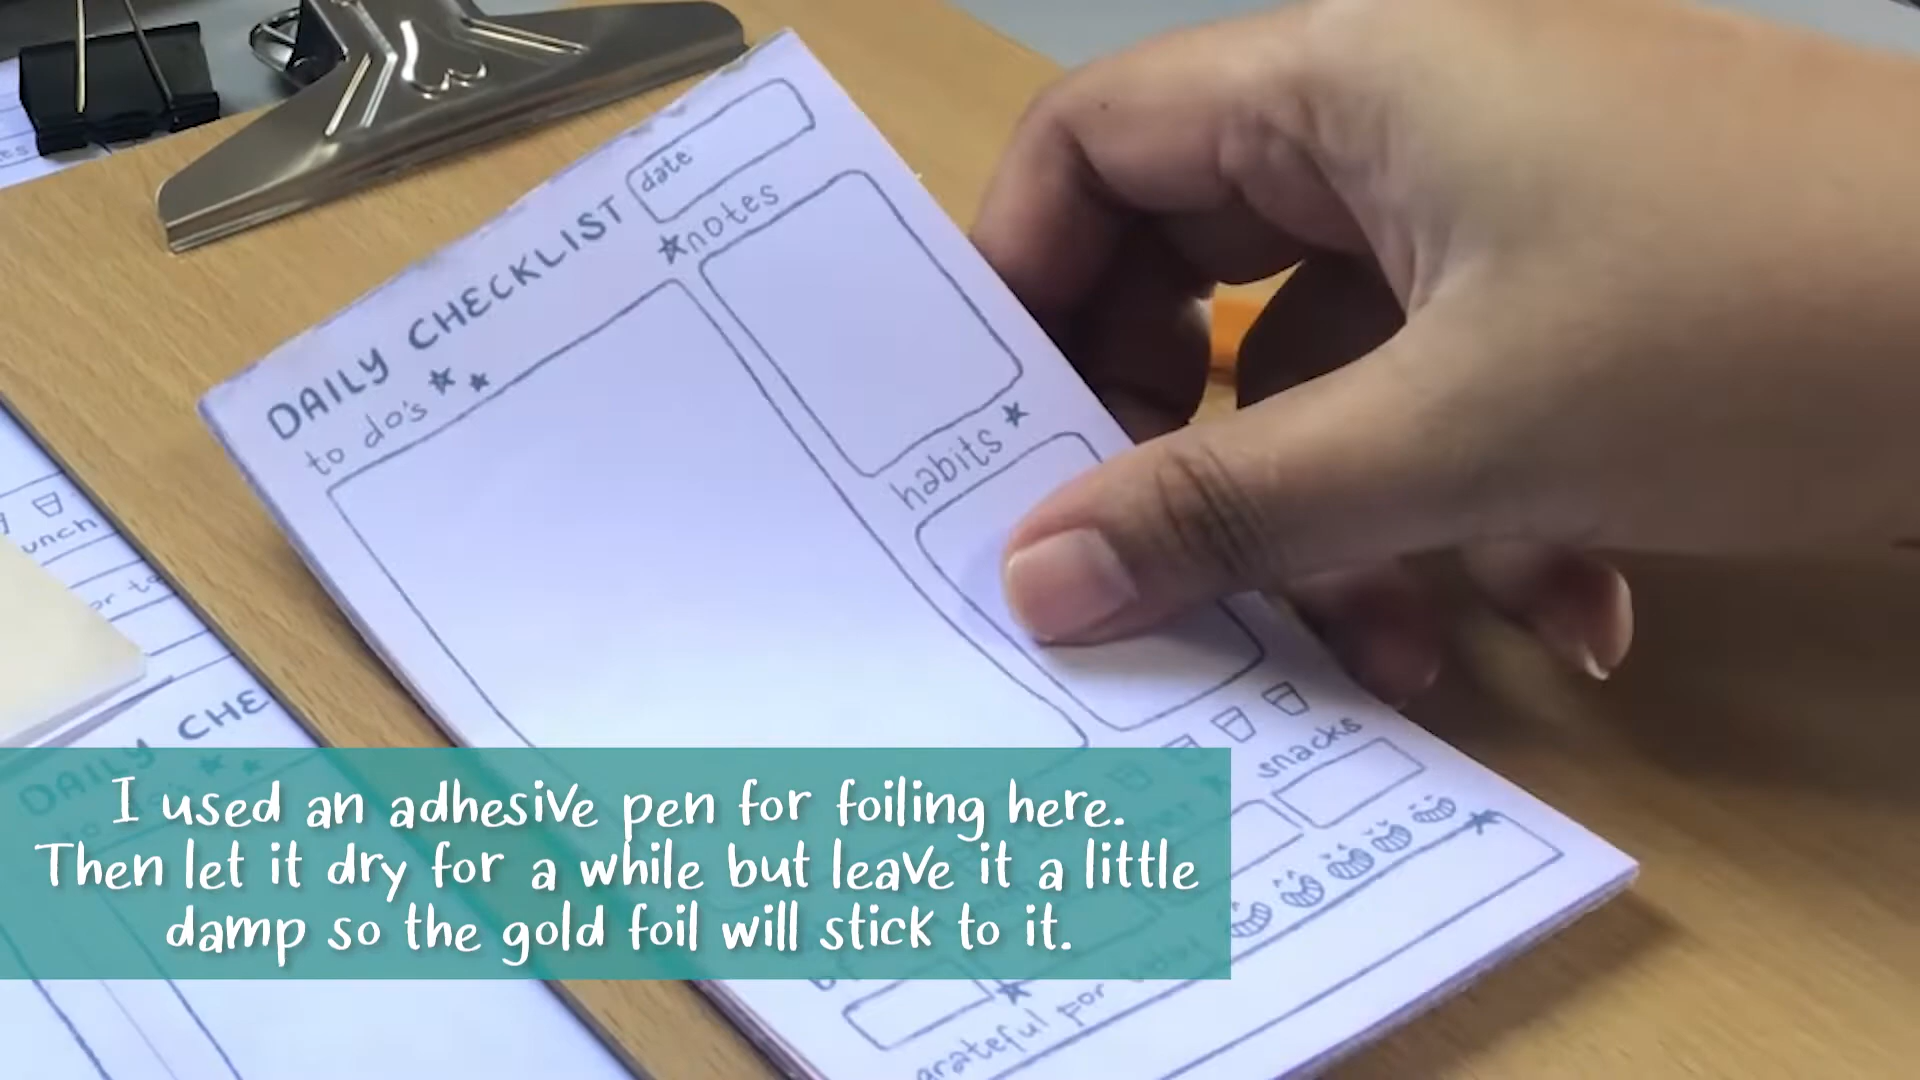 date
DAILY CHECKLIST
notes
to do's
habits
snacks
grateful for
unch
DAILY CHE
I used an adhesive pen for foiling here.
Then let it dry for a while but leave it a little
damp so the gold foil will stick to it.